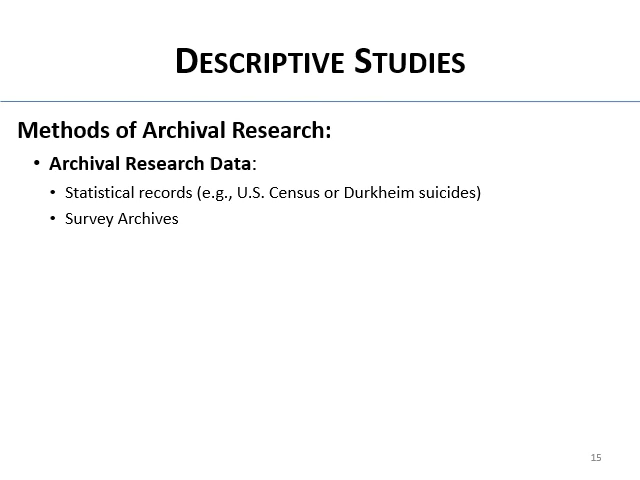 DESCRIPTIVE STUDIES
Methods of Archival Research:
• Archival Research Data:
• Statistical records (e.g., U.S. Census or Durkheim suicides)
• Survey Archives
15